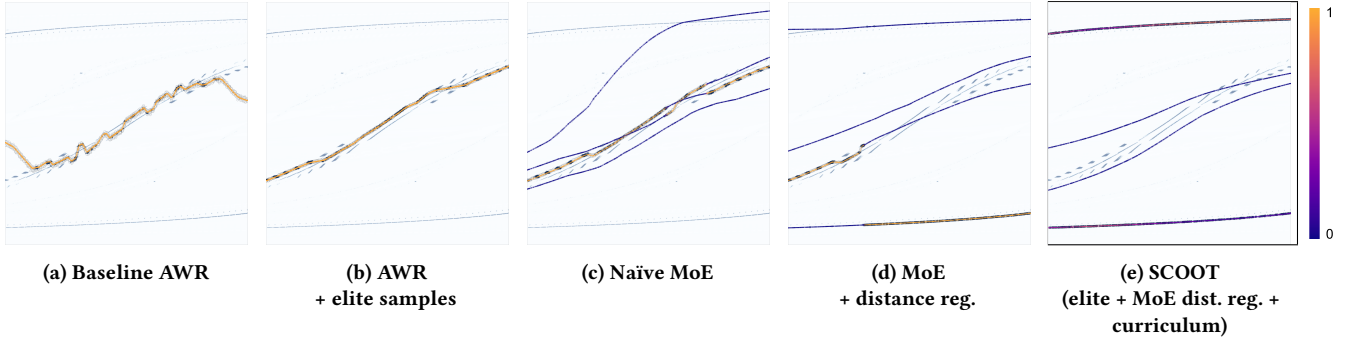 1
0
(a) Baseline AWR
(b) AWR
+ elite samples
(c) Naïve MoE
(d) MoE
+ distance reg.
(e) SCOOT
(elite + MoE dist. reg. +
curriculum)